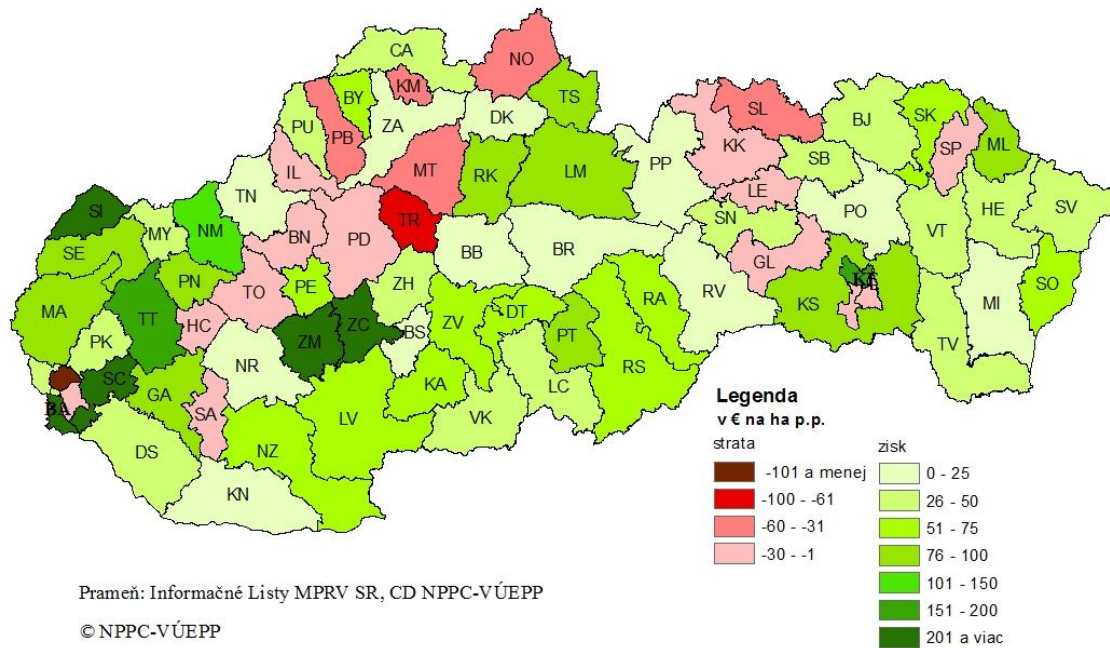 CA
NO
KM
BY
TS
PU
PB
ZA
DK
SL
BJ
SK
SP
ML
IL
MT
RK
LM
PP
KK
SB
TN
LE
SI
BN
PD
TR
SN
PO
VT
HE
SV
MY
NM
SE
BB
BR
GL
PN
TO
PE
ZH
RV
KS
MI
SO
MA
TT
HC
ZM
ZC
BS
ZV
DT
RA
PT
TV
PK
NR
RS
SC
GA
SA
KA
LC
BA
LV
VK
DS
NZ
KN
Legenda
v € na ha p.p.
strata
-101 a menej
-100 - -61
-60 - -31
-30 - -1
zisk
0 - 25
26 - 50
51 - 75
76 - 100
101 - 150
151 - 200
201 a viac
Prameň: Informačné Listy MPRV SR, CD NPPC-VÚEPP
© NPPC-VÚEPP